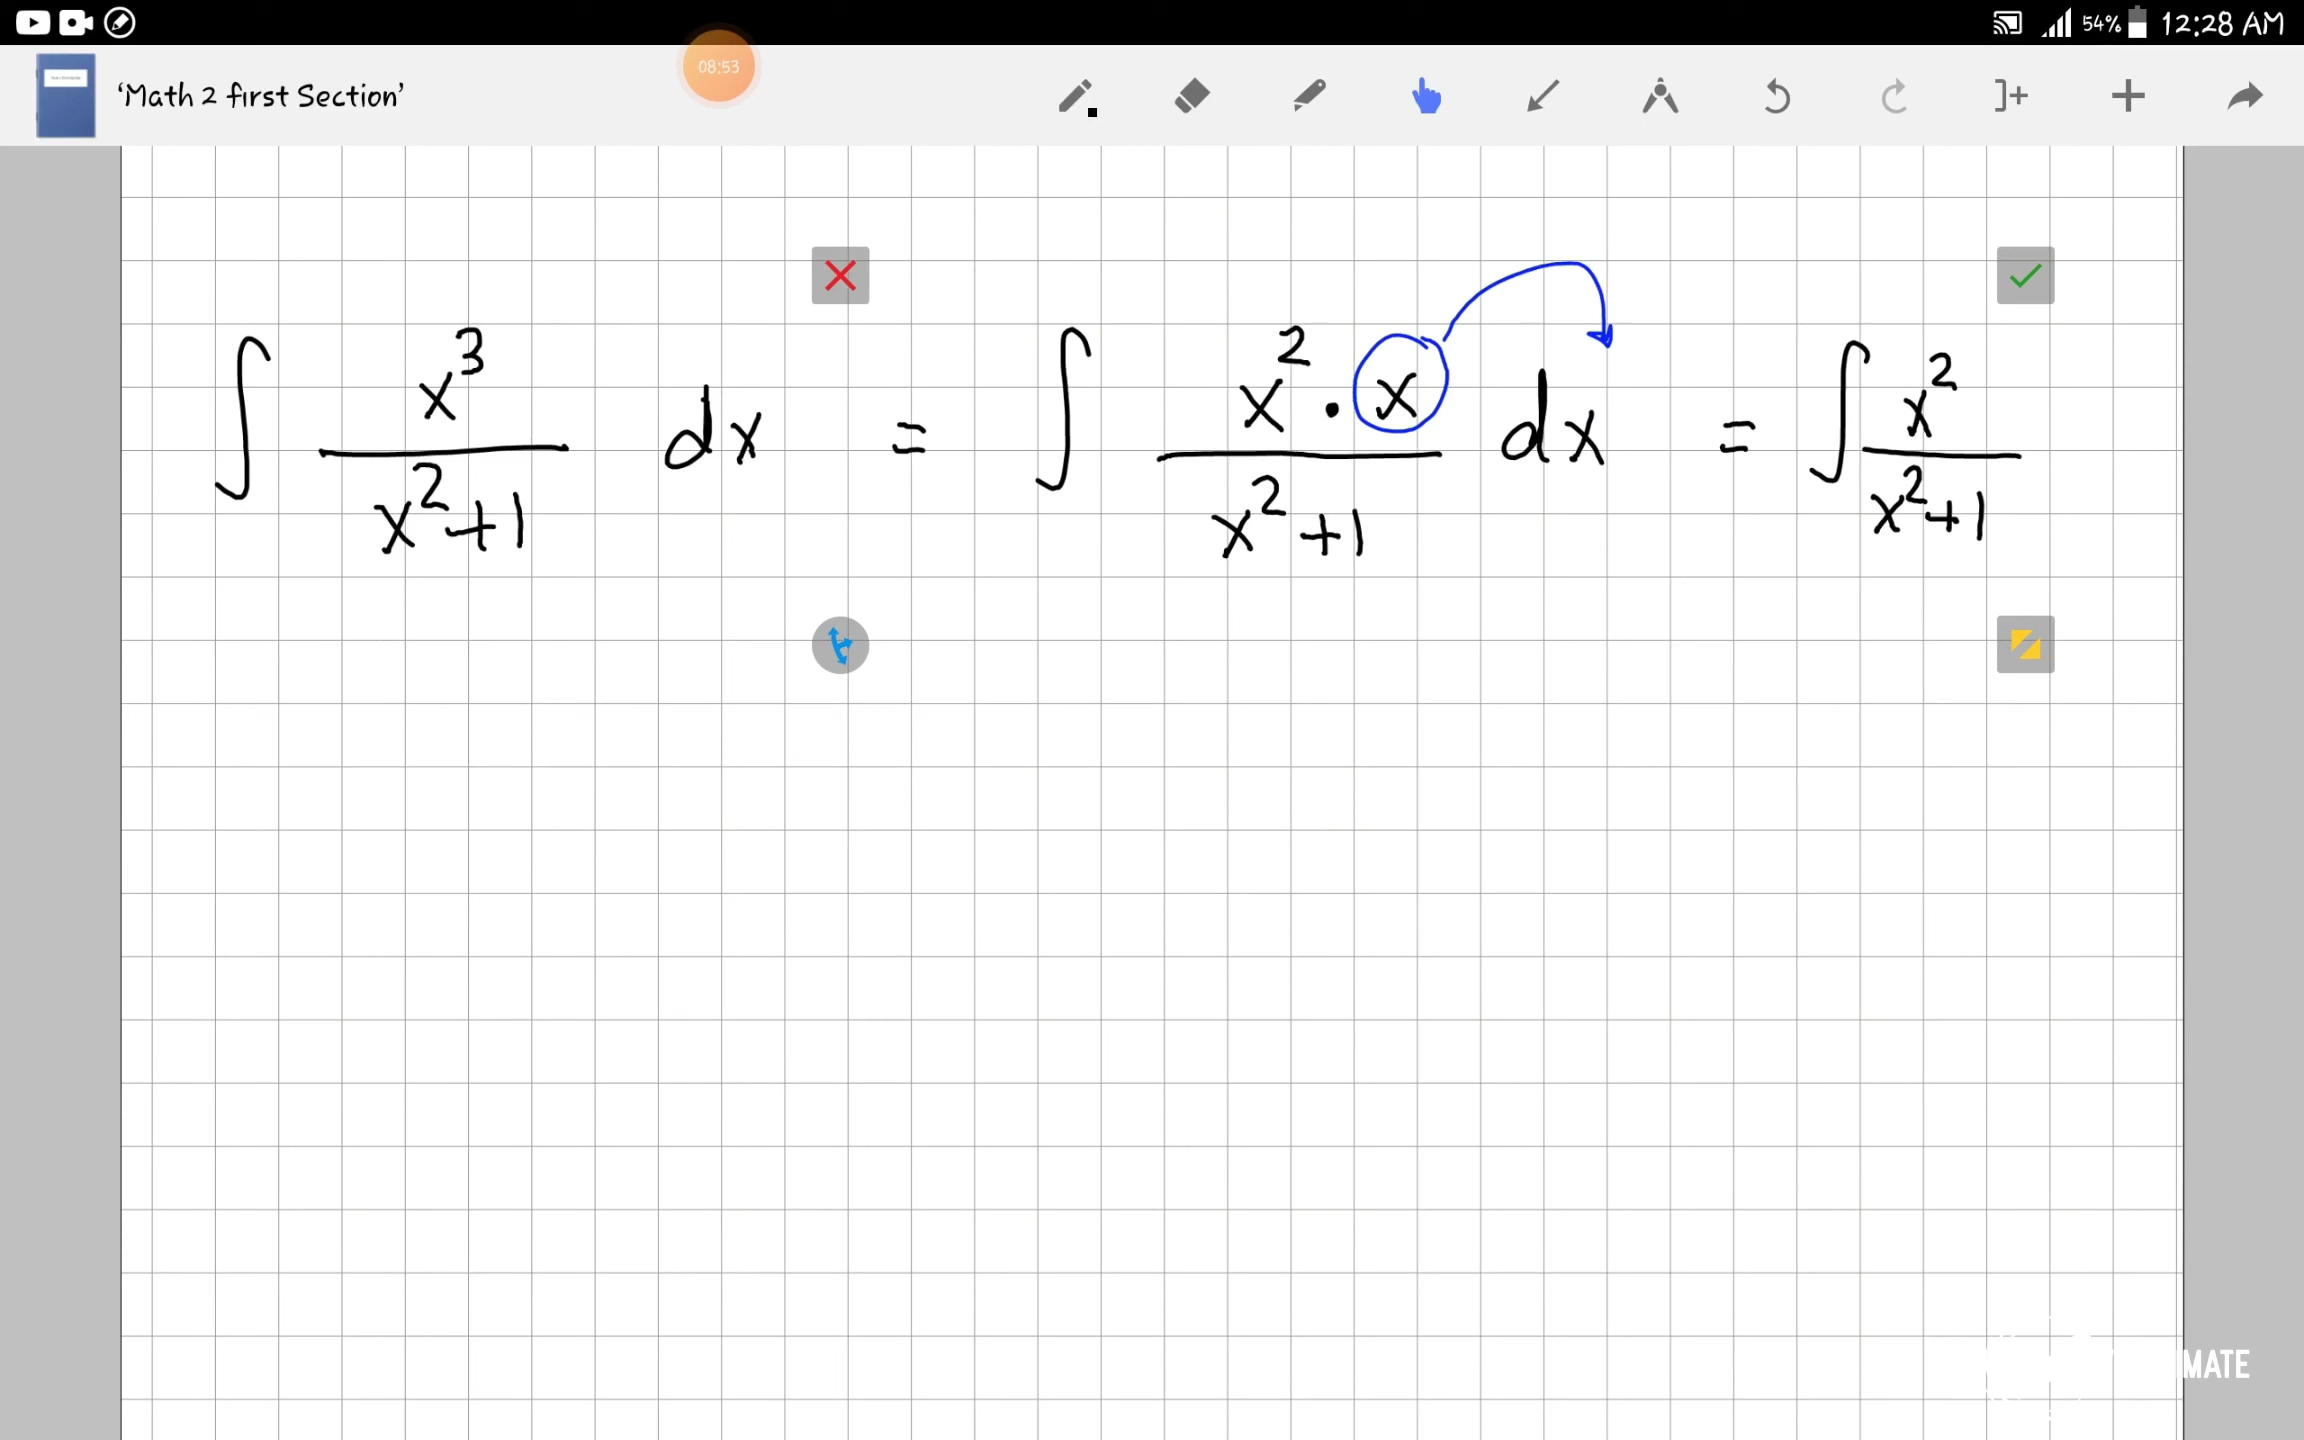 54% 12:28 AM
'Math 2 first Section' 08:53
∫ x³/(x²+1) dx = ∫ x²·x/(x²+1) dx = ∫ x²/(x²+1)
MATE